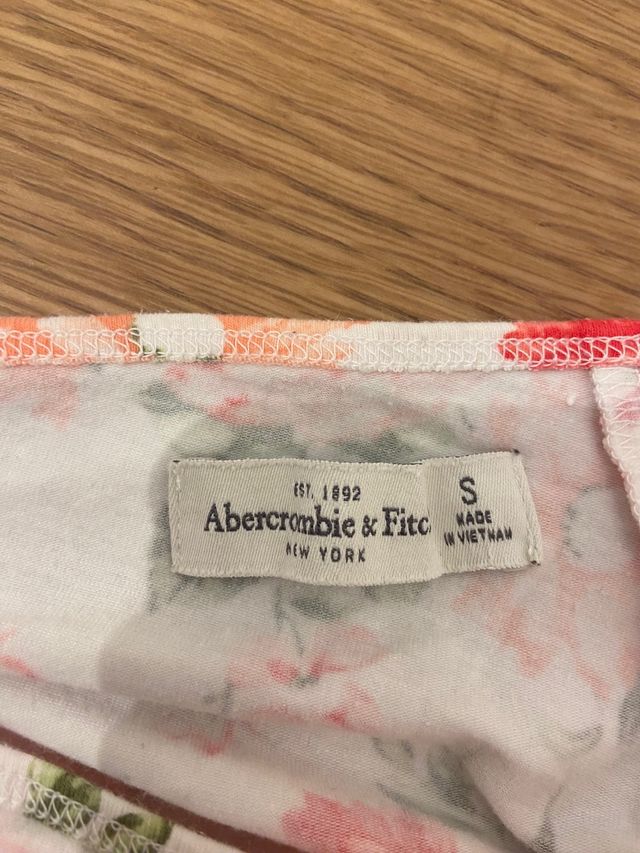 EST. 1892
Abercrombie & Fitc
NEW YORK
S
MADE
IN VIETNAM